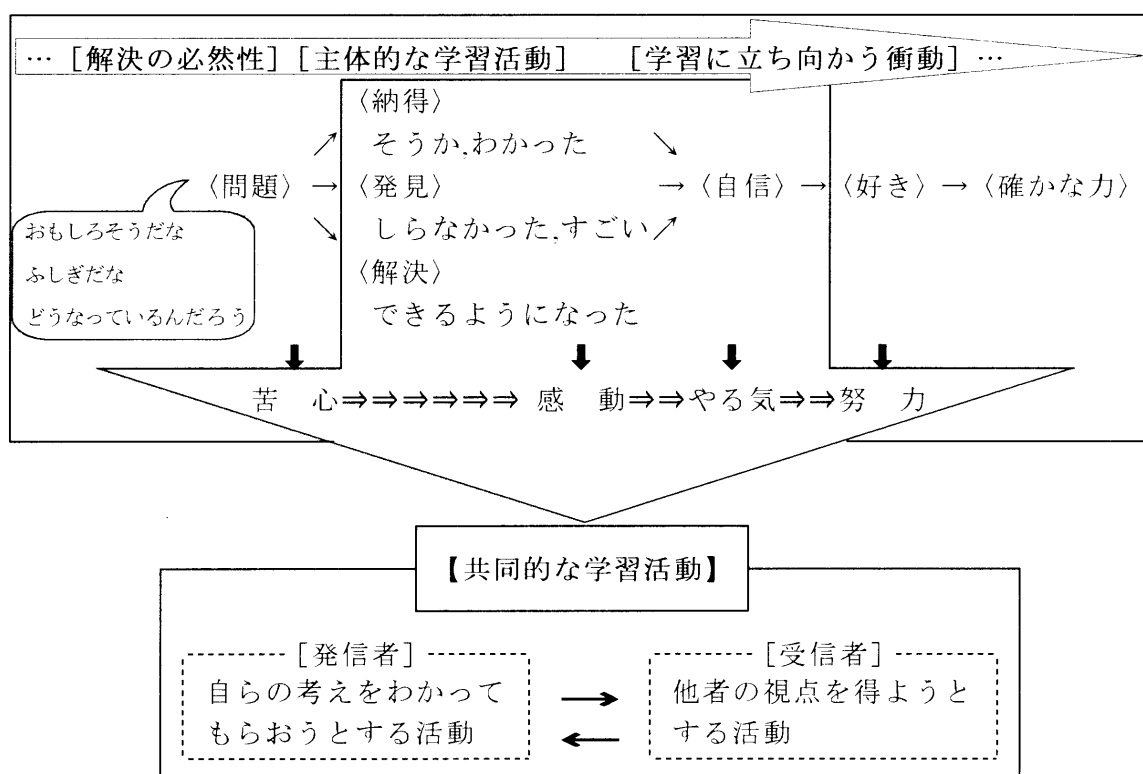 … [解決の必然性] [主体的な学習活動] [学習に立ち向かう衝動] …
〈納得〉
↗ そうか,わかった ↘
〈問題〉 → 〈発見〉 → 〈自信〉 → 〈好き〉 → 〈確かな力〉
↘ しらなかった,すごい ↗
〈解決〉
できるようになった
おもしろそうだな
ふしぎだな
どうなっているんだろう
苦 心⇒⇒⇒⇒⇒⇒ 感 動⇒⇒やる気⇒⇒努 力
【共同的な学習活動】
[発信者]
自らの考えをわかって
もらおうとする活動
[受信者]
他者の視点を得ようと
する活動